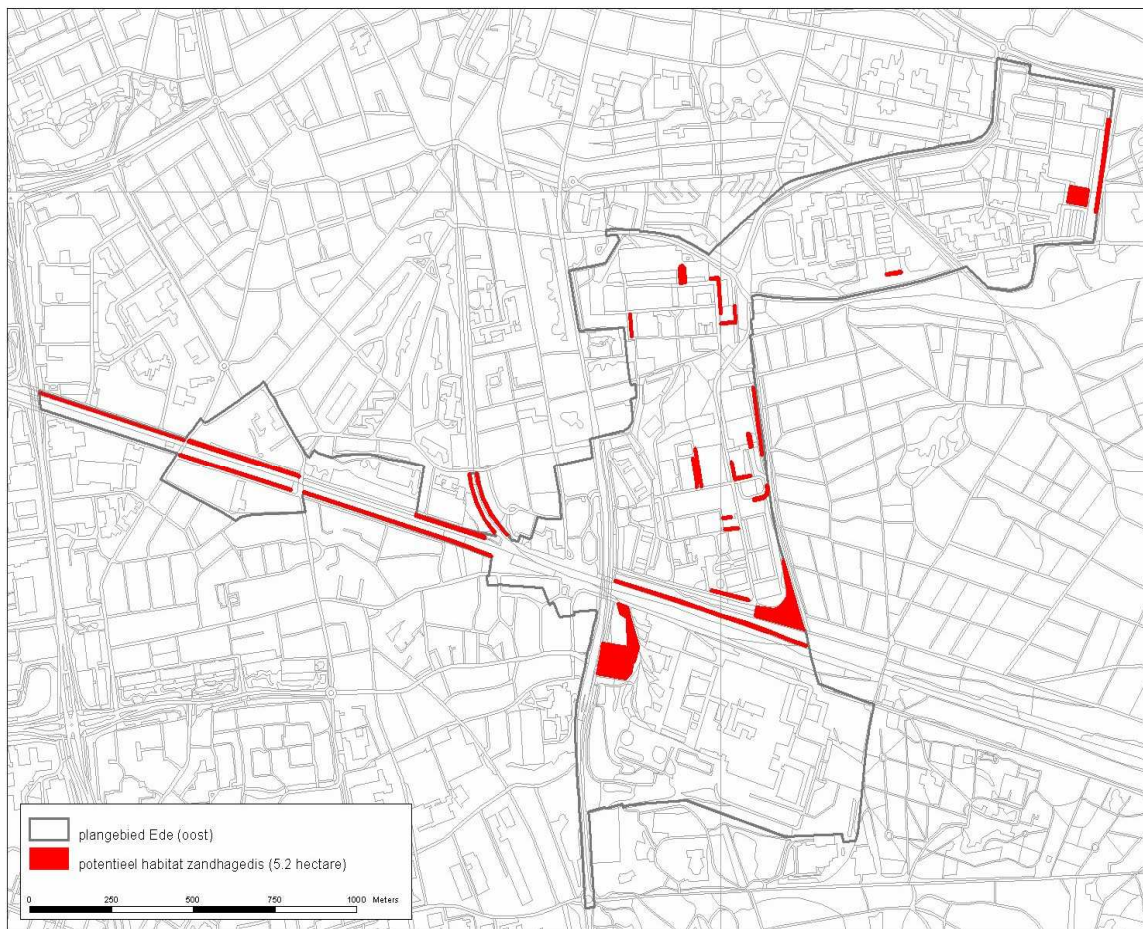 plangebied Ede (oost)
potentieel habitat zandhagedis (5.2 hectare)
0 250 500 750 1000 Meters